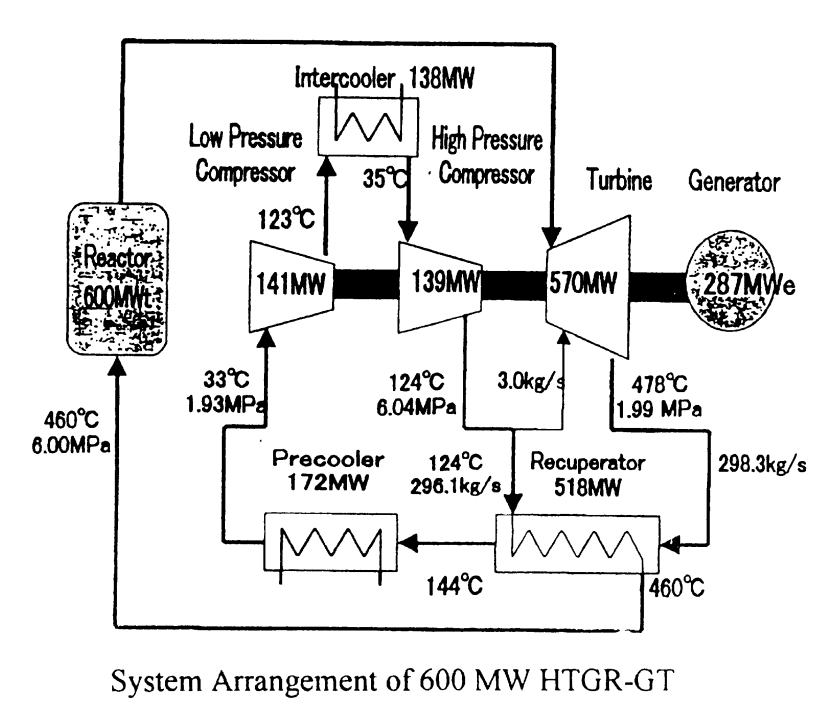 Intercooler 138MW
Low Pressure
Compressor
High Pressure
Compressor
35°C
Turbine
Generator
123°C
Reactor
600MWt
141MW
139MW
570MW
287MWe
33°C
1.93MPa
124°C
6.04MPa
3.0kg/s
478°C
1.99 MPa
460°C
6.00MPa
Precooler
172MW
124°C
296.1kg/s
Recuperator
518MW
298.3kg/s
144°C
460°C
System Arrangement of 600 MW HTGR-GT